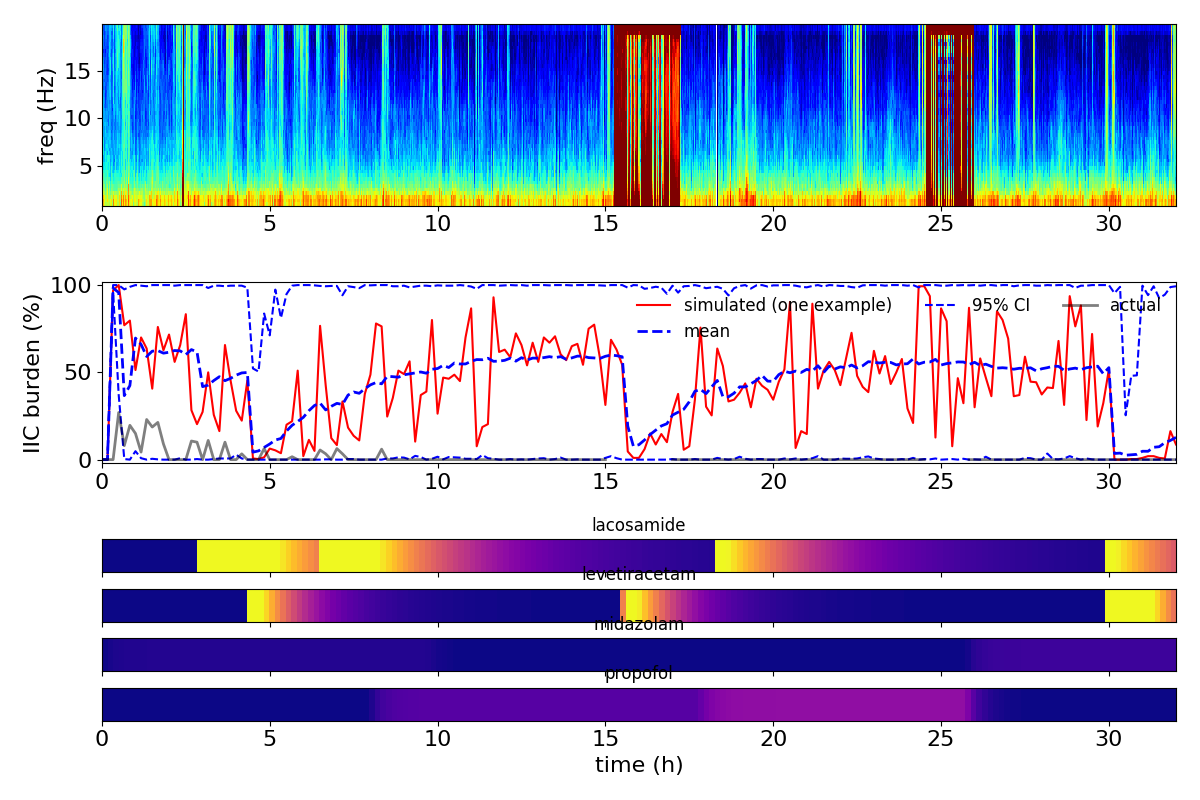 freq (Hz)
15
10
5
0 5 10 15 20 25 30
IIC burden (%)
100
50
0
simulated (one example)
mean
95% CI
actual
0 5 10 15 20 25 30
lacosamide
levetiracetam
midazolam
propofol
0 5 10 15 20 25 30
time (h)